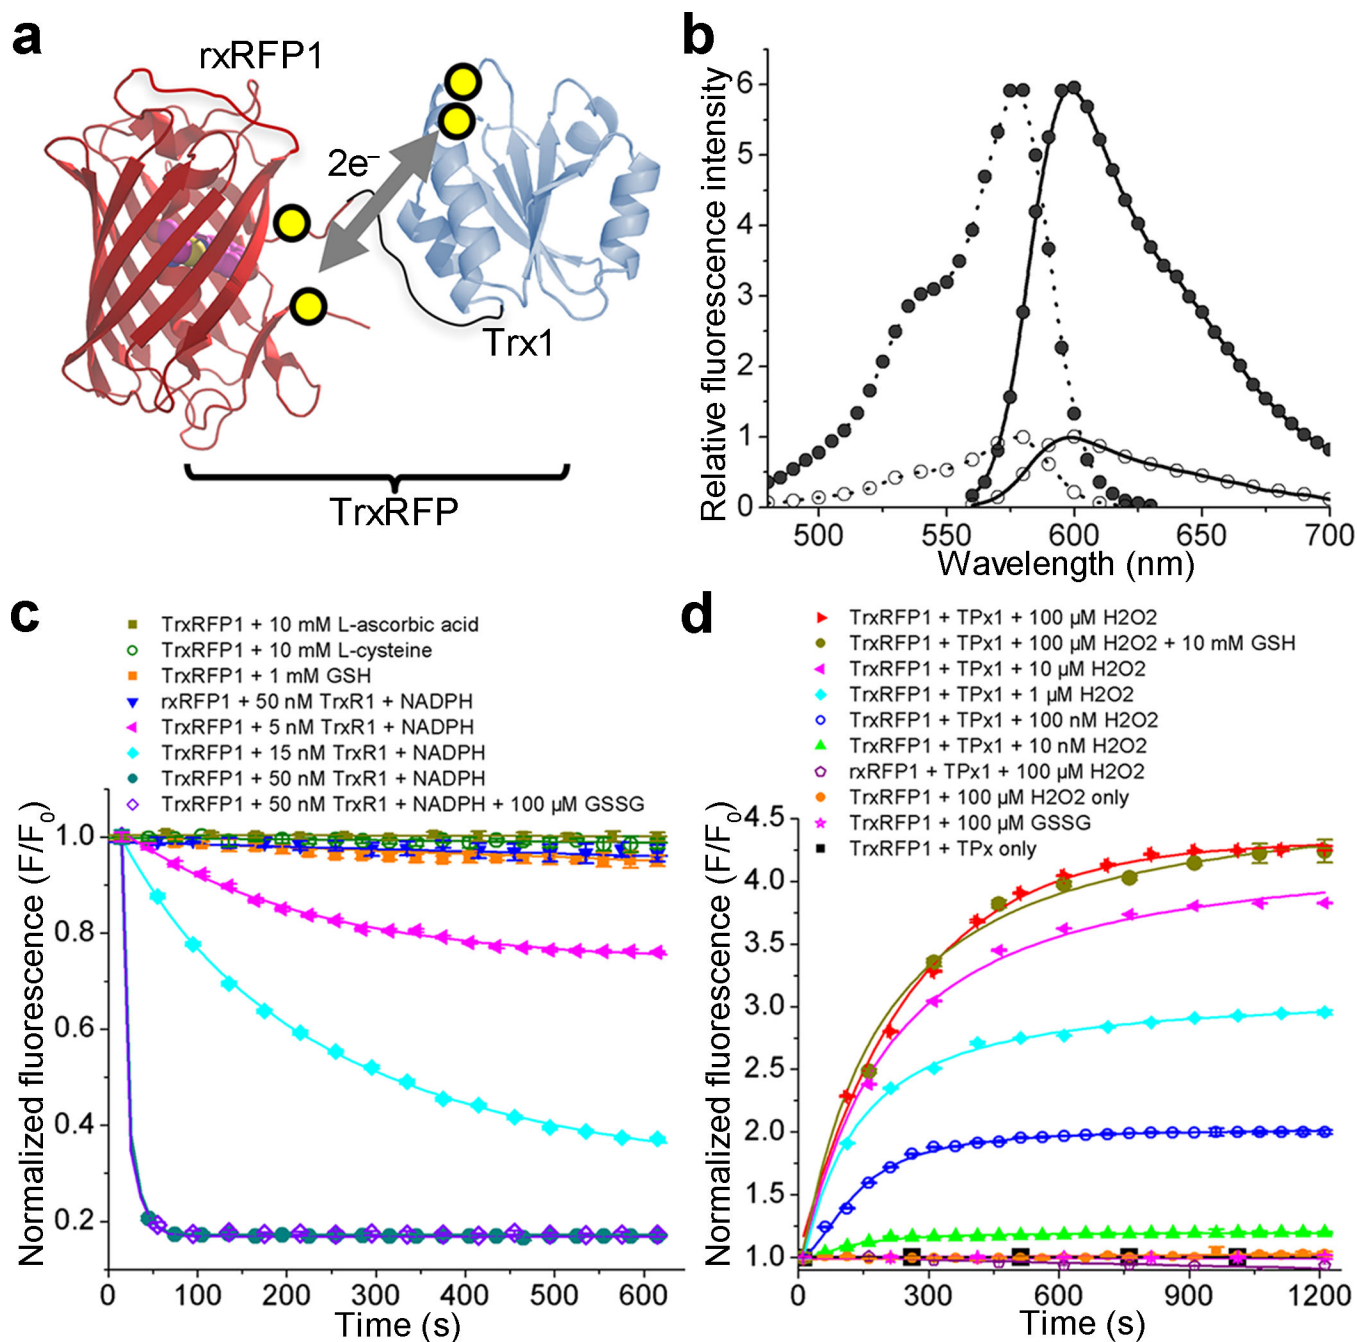 a
rxRFP1
2e–
Trx1
TrxRFP
b
Relative fluorescence intensity
6
5
4
3
2
1
0
500 550 600 650 700
Wavelength (nm)
c
TrxRFP1 + 10 mM L-ascorbic acid
TrxRFP1 + 10 mM L-cysteine
TrxRFP1 + 1 mM GSH
rxRFP1 + 50 nM TrxR1 + NADPH
TrxRFP1 + 5 nM TrxR1 + NADPH
TrxRFP1 + 15 nM TrxR1 + NADPH
TrxRFP1 + 50 nM TrxR1 + NADPH
TrxRFP1 + 50 nM TrxR1 + NADPH + 100 µM GSSG
Normalized fluorescence (F/F0)
1.0
0.8
0.6
0.4
0.2
0 100 200 300 400 500 600
Time (s)
d
TrxRFP1 + TPx1 + 100 µM H2O2
TrxRFP1 + TPx1 + 100 µM H2O2 + 10 mM GSH
TrxRFP1 + TPx1 + 10 µM H2O2
TrxRFP1 + TPx1 + 1 µM H2O2
TrxRFP1 + TPx1 + 100 nM H2O2
TrxRFP1 + TPx1 + 10 nM H2O2
rxRFP1 + TPx1 + 100 µM H2O2
TrxRFP1 + 100 µM H2O2 only
TrxRFP1 + 100 µM GSSG
TrxRFP1 + TPx only
Normalized fluorescence (F/F0)
4.5
4.0
3.5
3.0
2.5
2.0
1.5
1.0
0 300 600 900 1200
Time (s)